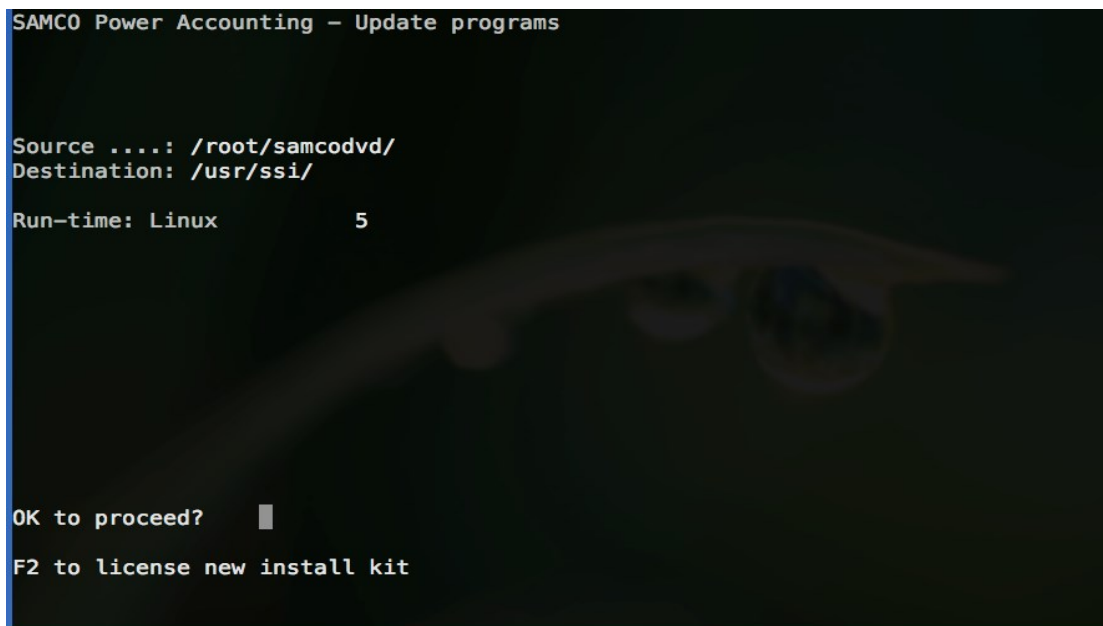 SAMCO Power Accounting – Update programs
Source ....: /root/samcodvd/
Destination: /usr/ssi/
Run–time: Linux 5
OK to proceed?
F2 to license new install kit